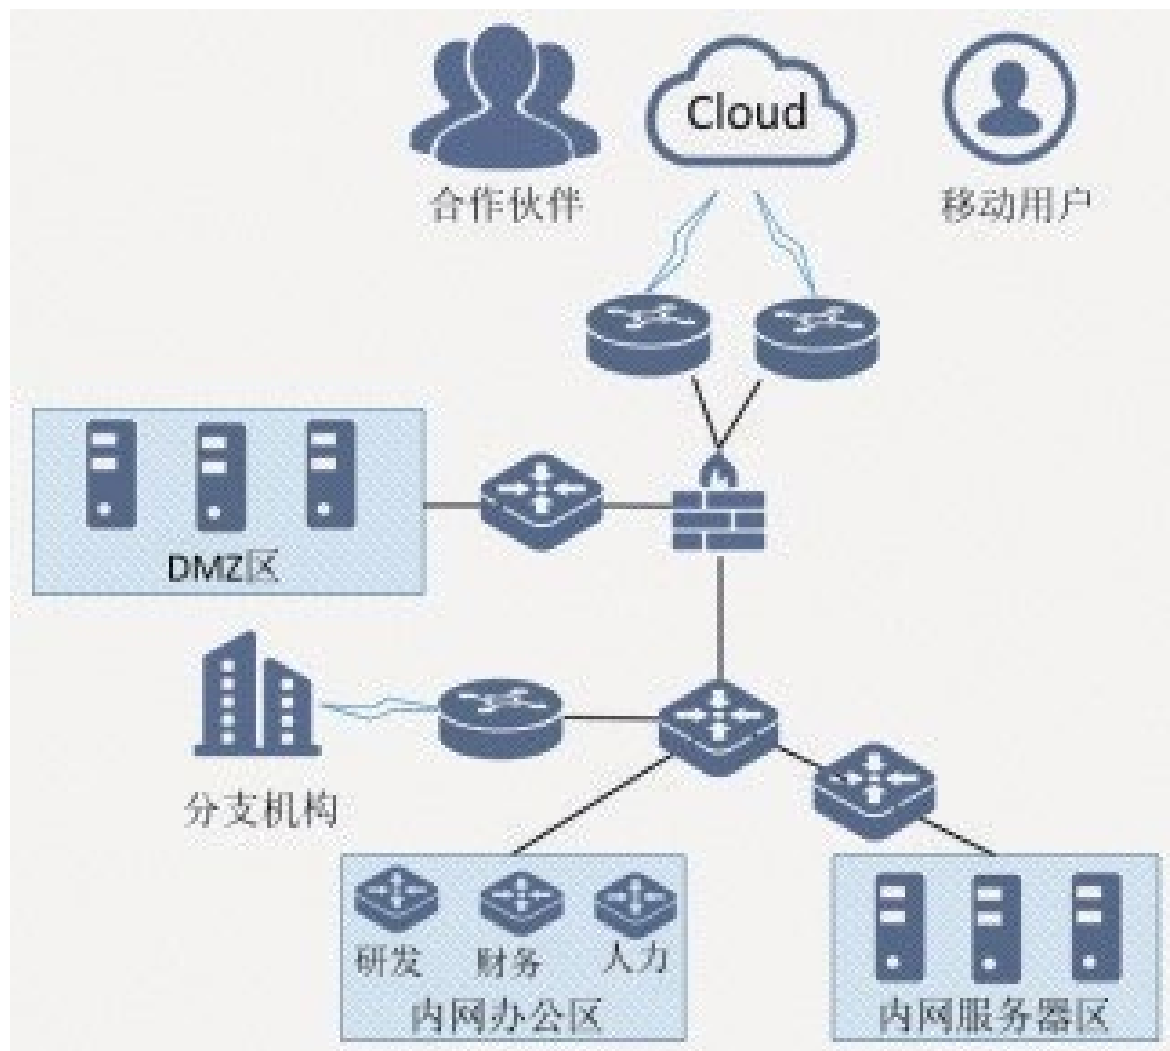 Cloud
合作伙伴
移动用户
DMZ区
分支机构
研发 财务 人力
内网办公区
内网服务器区